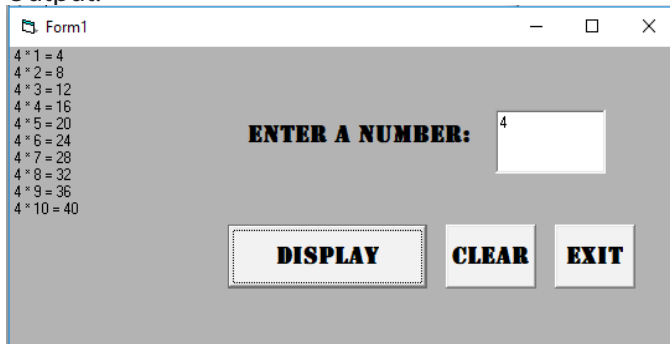 Output
Form1
4 * 1 = 4
4 * 2 = 8
4 * 3 = 12
4 * 4 = 16
4 * 5 = 20
4 * 6 = 24
4 * 7 = 28
4 * 8 = 32
4 * 9 = 36
4 * 10 = 40
ENTER A NUMBER: 4
DISPLAY CLEAR EXIT